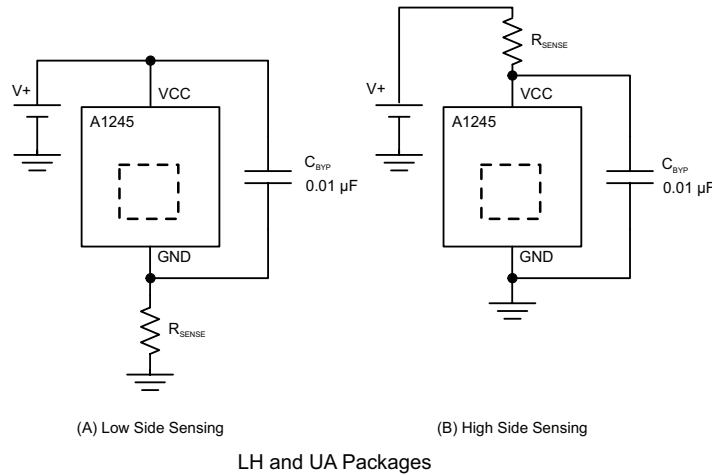 V+
VCC
A1245
C_BYP
0.01 µF
GND
R_SENSE
(A) Low Side Sensing
R_SENSE
V+
VCC
A1245
C_BYP
0.01 µF
GND
(B) High Side Sensing
LH and UA Packages